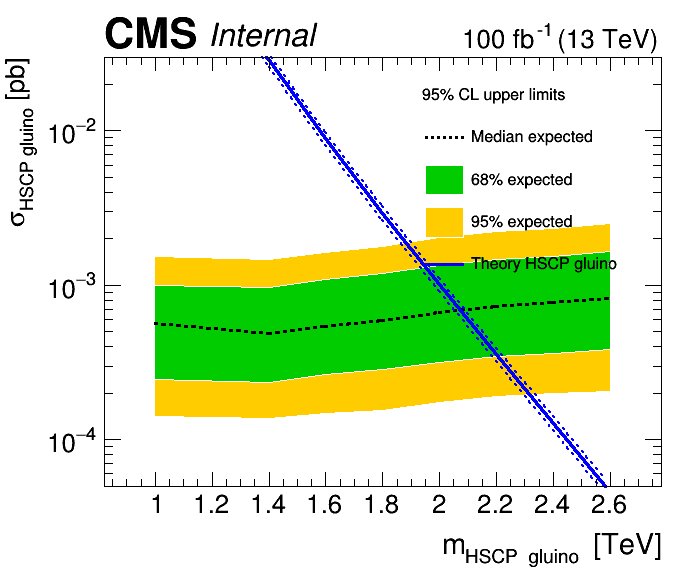 CMS Internal 100 fb⁻¹ (13 TeV)
σHSCP gluino [pb]
95% CL upper limits
Median expected
68% expected
95% expected
Theory HSCP gluino
10⁻²
10⁻³
10⁻⁴
1 1.2 1.4 1.6 1.8 2 2.2 2.4 2.6
mHSCP gluino [TeV]